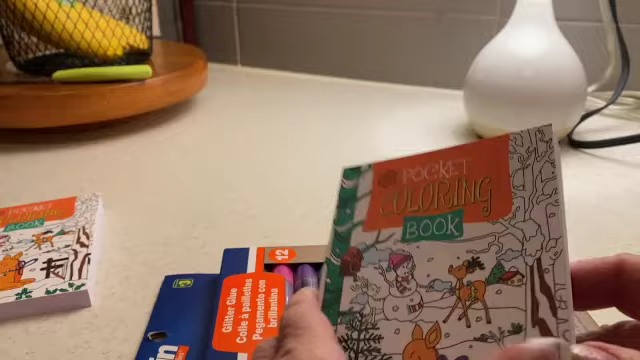 POCKET
COLORING
BOOK
POCKET
COLORING
BOOK
12
Glitter Glue
Colle à paillettes
Pegamento con
brillantina